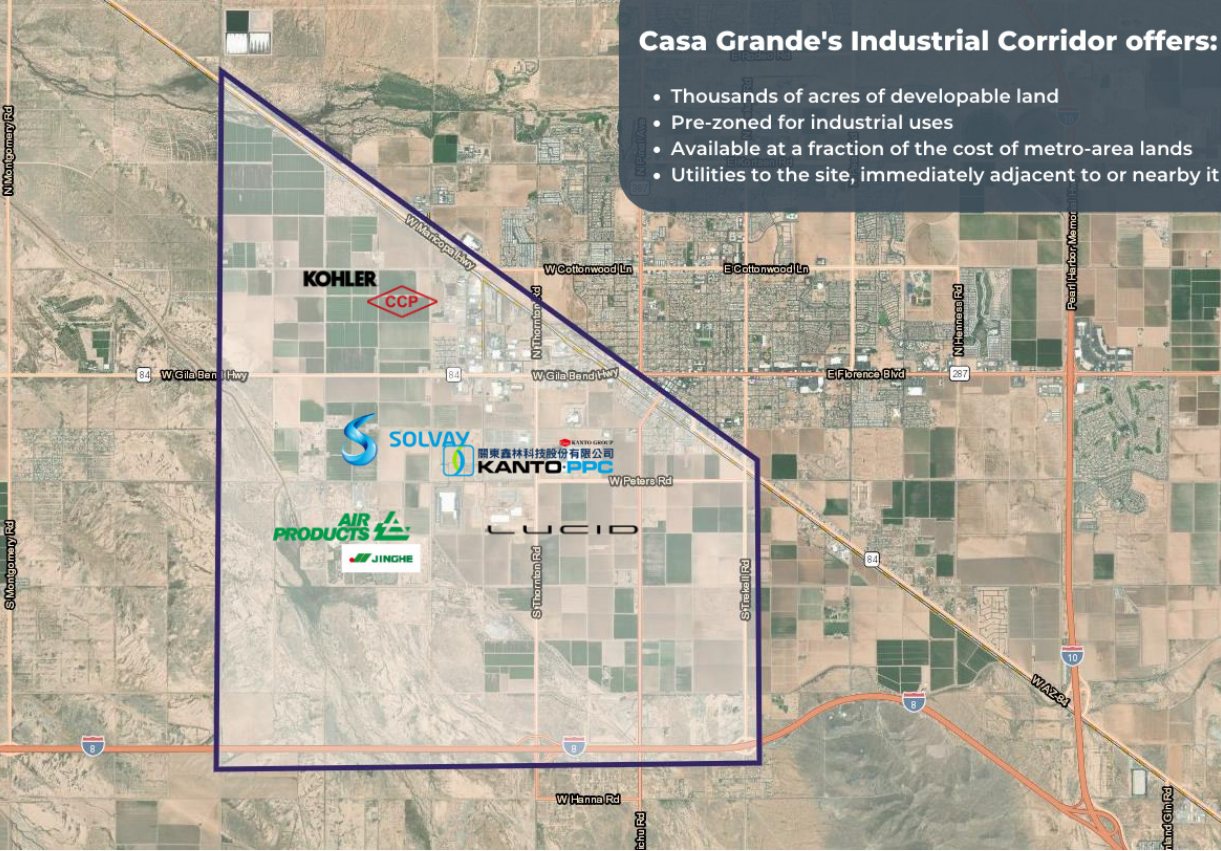 Casa Grande's Industrial Corridor offers:
• Thousands of acres of developable land
• Pre-zoned for industrial uses
• Available at a fraction of the cost of metro-area lands
• Utilities to the site, immediately adjacent to or nearby it
N Montgomery Rd
W Maricopa Hwy
W Cottonwood Ln
E Cottonwood Ln
KOHLER
CCP
N Thornton Rd
N Henness Rd
84
W Gila Bend Hwy
84
W Gila Bend Hwy
E Florence Blvd
287
SOLVAY
KANTO GROUP
關東鑫林科技股份有限公司
KANTO-PPC
W Peters Rd
AIR
PRODUCTS
JINGHE
LUCID
S Montgomery Rd
S Thornton Rd
S Trekell Rd
84
10
W AZ-84
8
8
8
W Hanna Rd